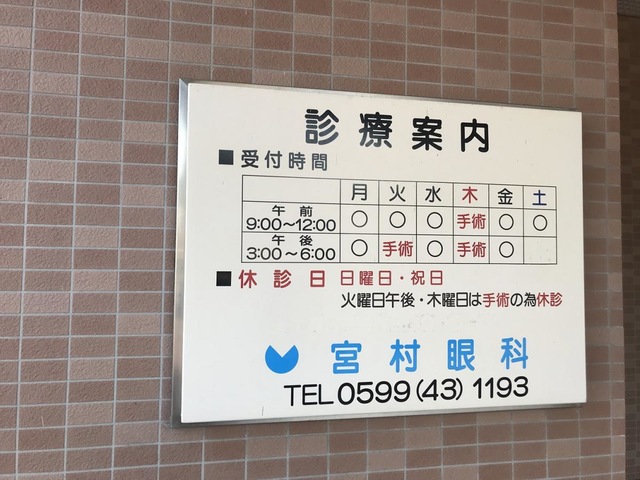 診療案内
■受付時間
月 火 水 木 金 土
午前 9:00〜12:00 ○ ○ ○ 手術 ○ ○
午後 3:00〜6:00 ○ 手術 ○ 手術 ○
■休診日 日曜日・祝日
火曜日午後・木曜日は手術の為休診
宮村眼科
TEL 0599(43)1193